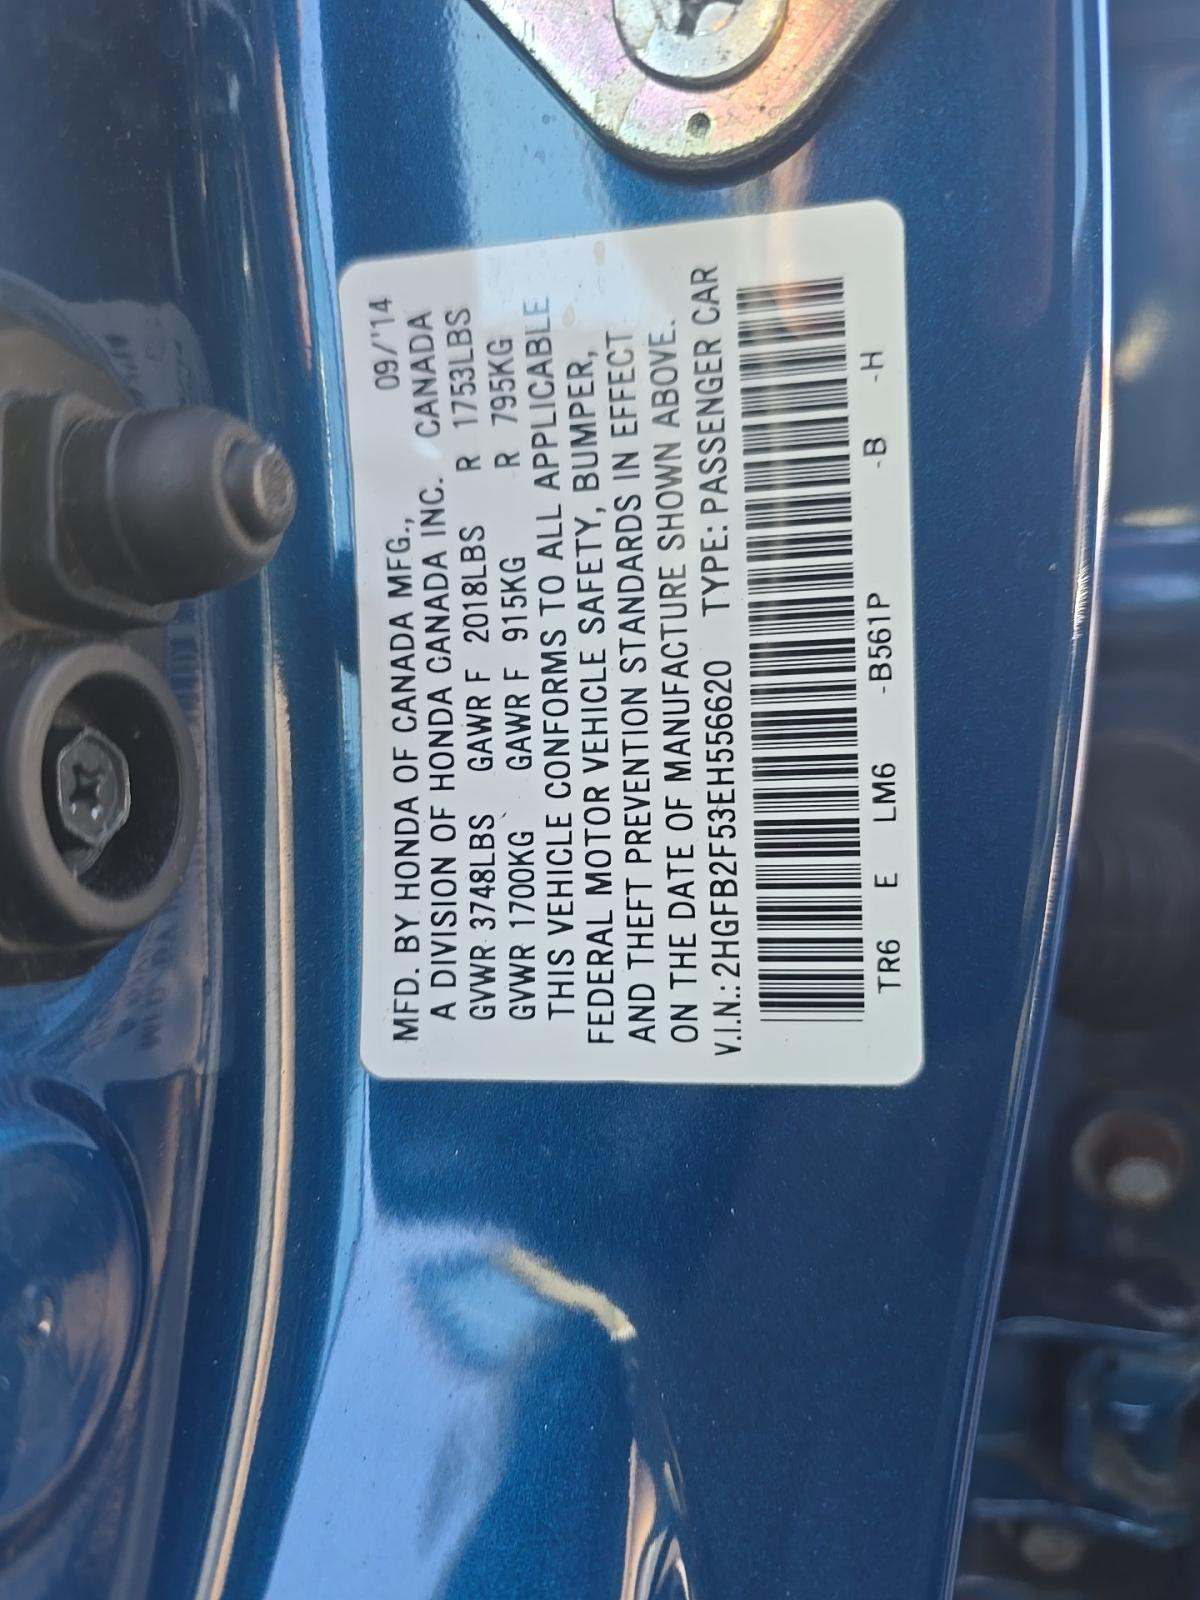 09/'14
MFD. BY HONDA OF CANADA MFG.,
A DIVISION OF HONDA CANADA INC. CANADA
GVWR 3748LBS GAWR F 2018LBS R 1753LBS
GVWR 1700KG GAWR F 915KG R 795KG
THIS VEHICLE CONFORMS TO ALL APPLICABLE
FEDERAL MOTOR VEHICLE SAFETY, BUMPER,
AND THEFT PREVENTION STANDARDS IN EFFECT
ON THE DATE OF MANUFACTURE SHOWN ABOVE.
V.I.N.: 2HGFB2F53EH556620 TYPE: PASSENGER CAR
TR6 E LM6 -B561P -B -H